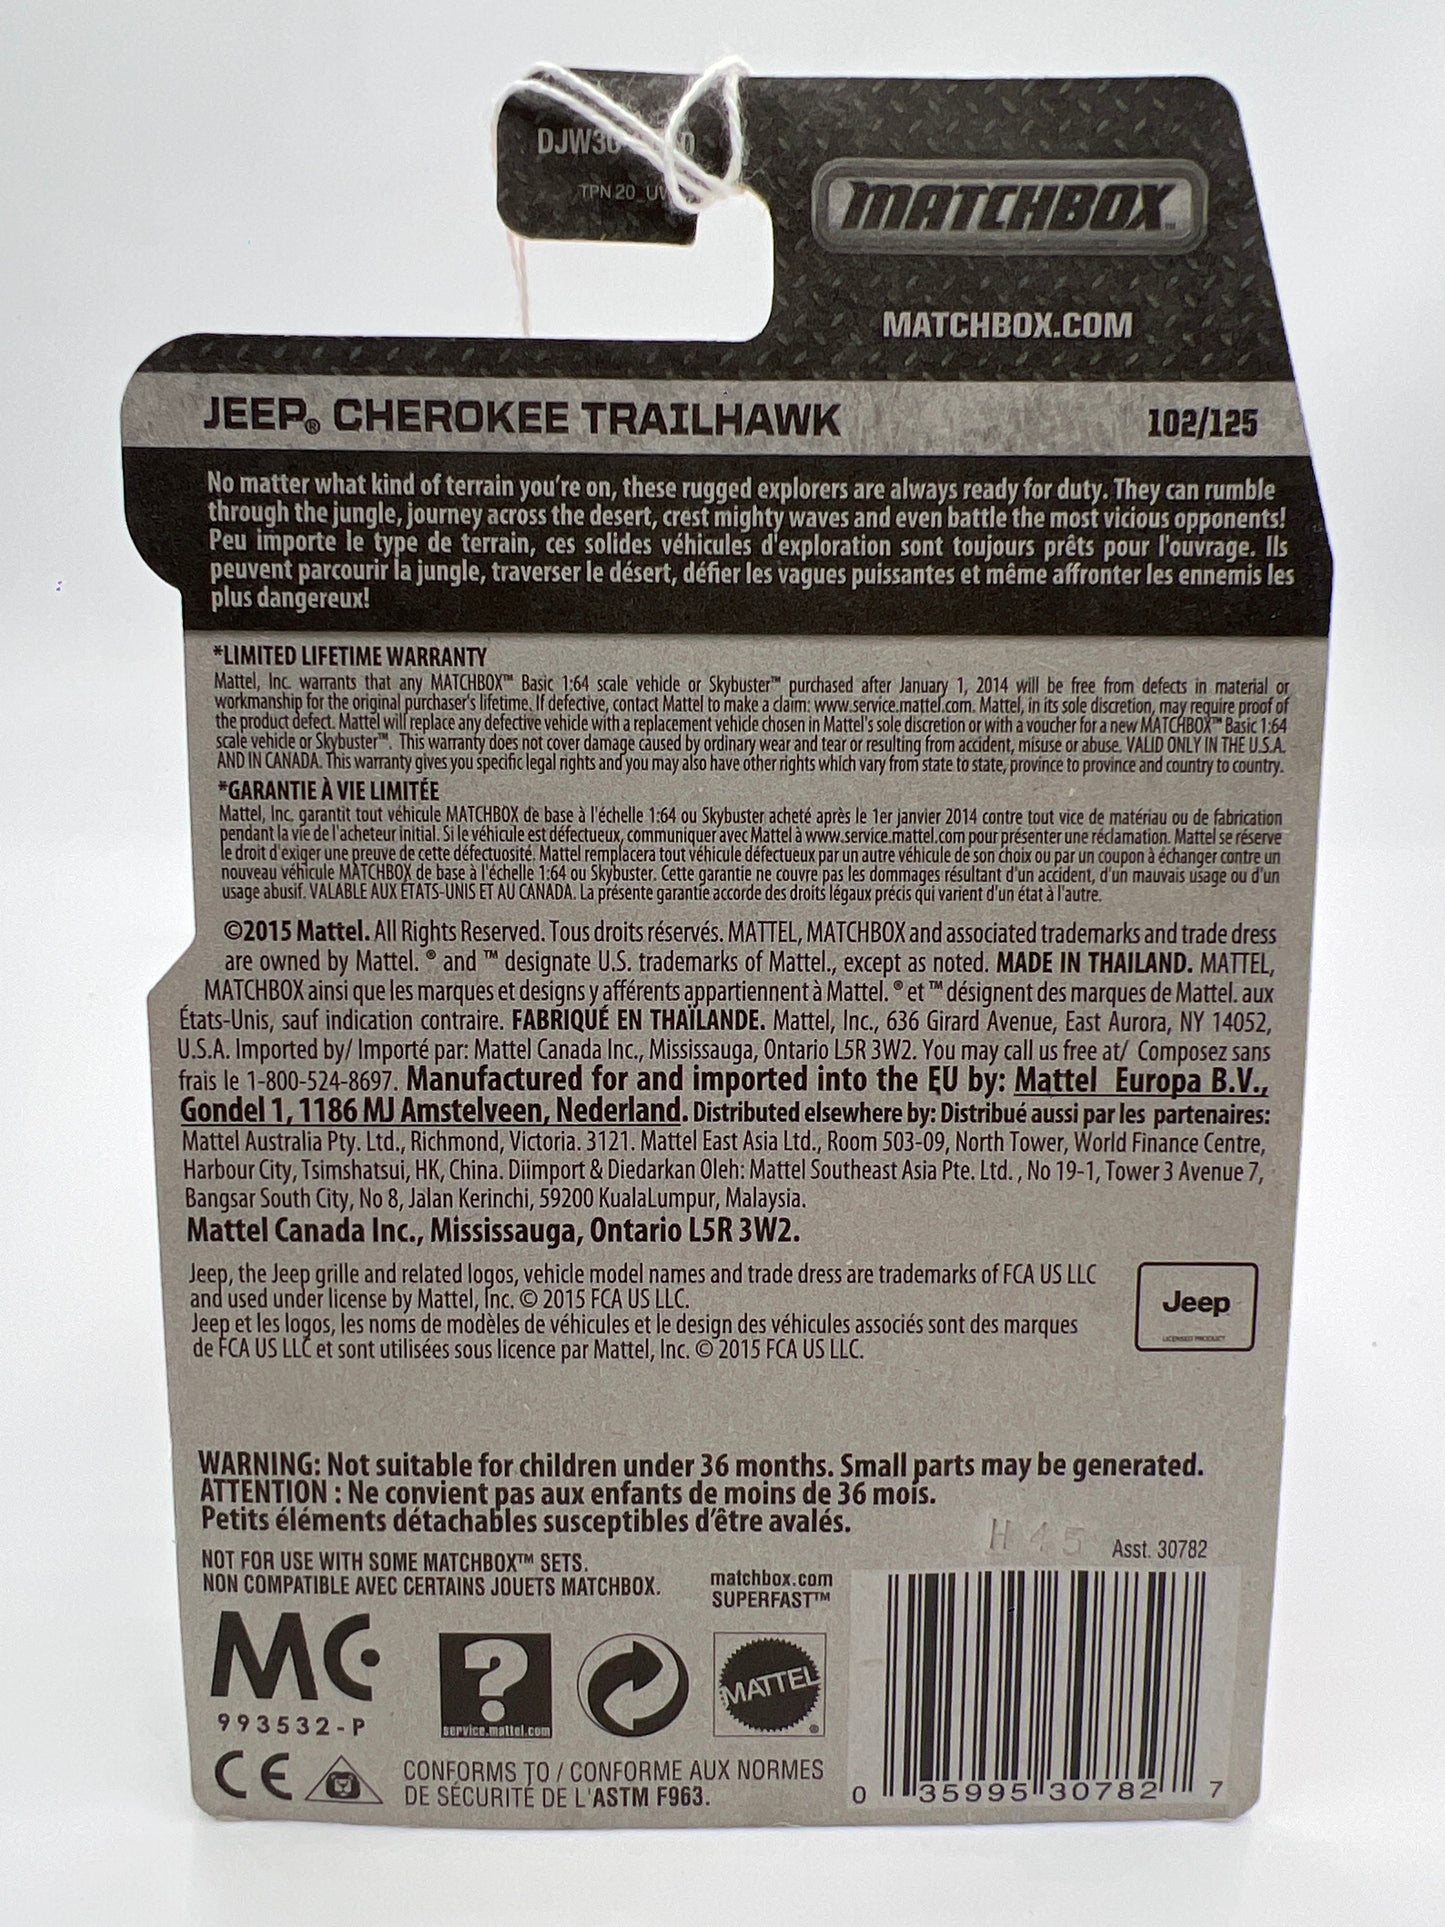 MATCHBOX™
MATCHBOX.COM
JEEP® CHEROKEE TRAILHAWK 102/125
No matter what kind of terrain you're on, these rugged explorers are always ready for duty. They can rumble
through the jungle, journey across the desert, crest mighty waves and even battle the most vicious opponents!
Peu importe le type de terrain, ces solides véhicules d'exploration sont toujours prêts pour l'ouvrage. Ils
peuvent parcourir la jungle, traverser le désert, défier les vagues puissantes et même affronter les ennemis les
plus dangereux!
*LIMITED LIFETIME WARRANTY
Mattel, Inc. warrants that any MATCHBOX™ Basic 1:64 scale vehicle or Skybuster™ purchased after January 1, 2014 will be free from defects in material or
workmanship for the original purchaser's lifetime. If defective, contact Mattel to make a claim: www.service.mattel.com. Mattel, in its sole discretion, may require proof of
the product defect. Mattel will replace any defective vehicle with a replacement vehicle chosen in Mattel's sole discretion or with a voucher for a new MATCHBOX™ Basic 1:64
scale vehicle or Skybuster™. This warranty does not cover damage caused by ordinary wear and tear or resulting from accident, misuse or abuse. VALID ONLY IN THE U.S.A.
AND IN CANADA. This warranty gives you specific legal rights and you may also have other rights which vary from state to state, province to province and country to country.
*GARANTIE À VIE LIMITÉE
Mattel, Inc. garantit tout véhicule MATCHBOX de base à l'échelle 1:64 ou Skybuster acheté après le 1er janvier 2014 contre tout vice de matériau ou de fabrication
pendant la vie de l'acheteur initial. Si le véhicule est défectueux, communiquer avec Mattel à www.service.mattel.com pour présenter une réclamation. Mattel se réserve
le droit d'exiger une preuve de cette défectuosité. Mattel remplacera tout véhicule défectueux par un autre véhicule de son choix ou par un coupon à échanger contre un
nouveau véhicule MATCHBOX de base à l'échelle 1:64 ou Skybuster. Cette garantie ne couvre pas les dommages résultant d'un accident, d'un mauvais usage ou d'un
usage abusif. VALABLE AUX ÉTATS-UNIS ET AU CANADA. La présente garantie accorde des droits légaux précis qui varient d'un état à l'autre.
©2015 Mattel. All Rights Reserved. Tous droits réservés. MATTEL, MATCHBOX and associated trademarks and trade dress
are owned by Mattel. ® and ™ designate U.S. trademarks of Mattel., except as noted. MADE IN THAILAND. MATTEL,
MATCHBOX ainsi que les marques et designs y afférents appartiennent à Mattel. ® et ™ désignent des marques de Mattel. aux
États-Unis, sauf indication contraire. FABRIQUÉ EN THAÏLANDE. Mattel, Inc., 636 Girard Avenue, East Aurora, NY 14052,
U.S.A. Imported by/ Importé par: Mattel Canada Inc., Mississauga, Ontario L5R 3W2. You may call us free at/ Composez sans
frais le 1-800-524-8697. Manufactured for and imported into the EU by: Mattel Europa B.V.,
Gondel 1, 1186 MJ Amstelveen, Nederland. Distributed elsewhere by: Distribué aussi par les partenaires:
Mattel Australia Pty. Ltd., Richmond, Victoria. 3121. Mattel East Asia Ltd., Room 503-09, North Tower, World Finance Centre,
Harbour City, Tsimshatsui, HK, China. Diimport & Diedarkan Oleh: Mattel Southeast Asia Pte. Ltd. , No 19-1, Tower 3 Avenue 7,
Bangsar South City, No 8, Jalan Kerinchi, 59200 KualaLumpur, Malaysia.
Mattel Canada Inc., Mississauga, Ontario L5R 3W2.
Jeep, the Jeep grille and related logos, vehicle model names and trade dress are trademarks of FCA US LLC
and used under license by Mattel, Inc. © 2015 FCA US LLC.
Jeep et les logos, les noms de modèles de véhicules et le design des véhicules associés sont des marques
de FCA US LLC et sont utilisées sous licence par Mattel, Inc. © 2015 FCA US LLC.
Jeep
LICENSED PRODUCT
WARNING: Not suitable for children under 36 months. Small parts may be generated.
ATTENTION : Ne convient pas aux enfants de moins de 36 mois.
Petits éléments détachables susceptibles d'être avalés.
H45
Asst. 30782
NOT FOR USE WITH SOME MATCHBOX™ SETS.
NON COMPATIBLE AVEC CERTAINS JOUETS MATCHBOX.
matchbox.com
SUPERFAST™
MC
993532-P
?
service.mattel.com
MATTEL®
CE
CONFORMS TO / CONFORME AUX NORMES
DE SÉCURITÉ DE L'ASTM F963.
0 35995 30782 7